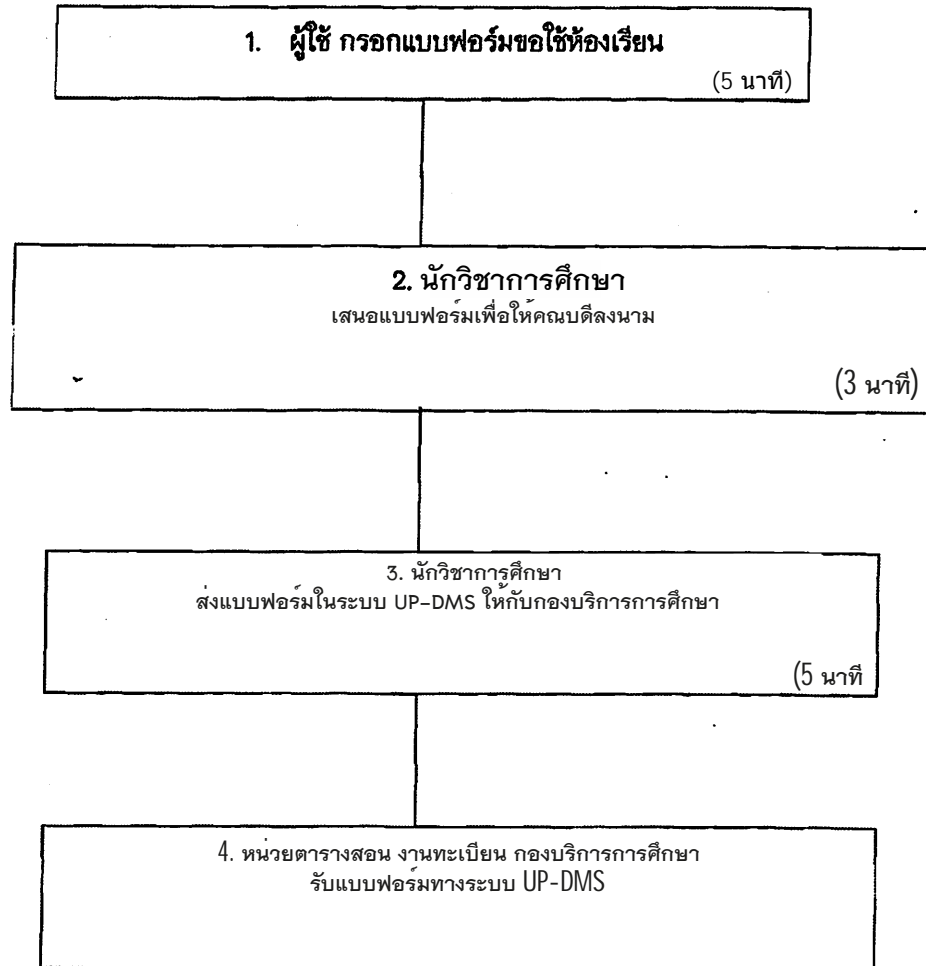 1. ผู้ใช้ กรอกแบบฟอร์มขอใช้ห้องเรียน
(5 นาที)
2. นักวิชาการศึกษา
เสนอแบบฟอร์มเพื่อให้คณบดีลงนาม
(3 นาที)
3. นักวิชาการศึกษา
ส่งแบบฟอร์มในระบบ UP-DMS ให้กับกองบริการการศึกษา
(5 นาที
4. หน่วยตารางสอน งานทะเบียน กองบริการการศึกษา
รับแบบฟอร์มทางระบบ UP-DMS